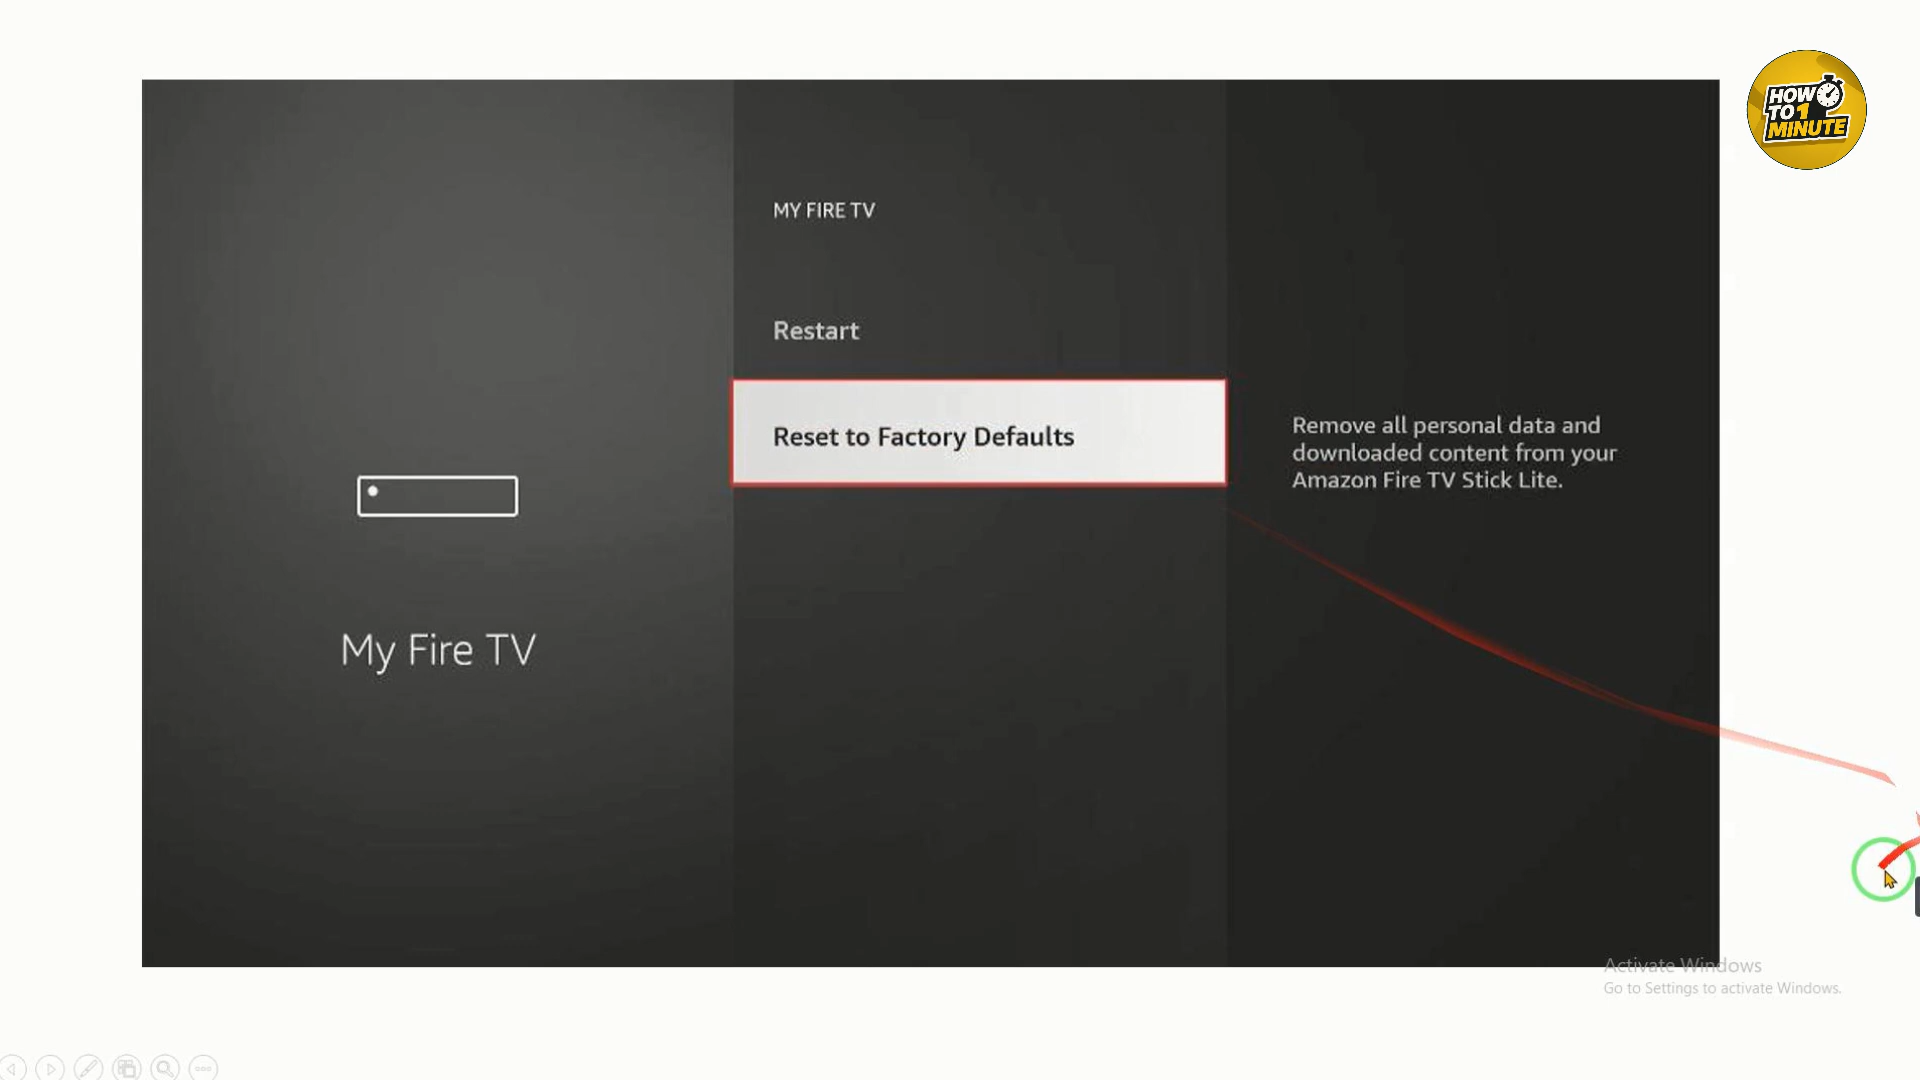 HOW
TO 1
MINUTE
MY FIRE TV
Restart
Reset to Factory Defaults
Remove all personal data and
downloaded content from your
Amazon Fire TV Stick Lite.
My Fire TV
Activate Windows
Go to Settings to activate Windows.